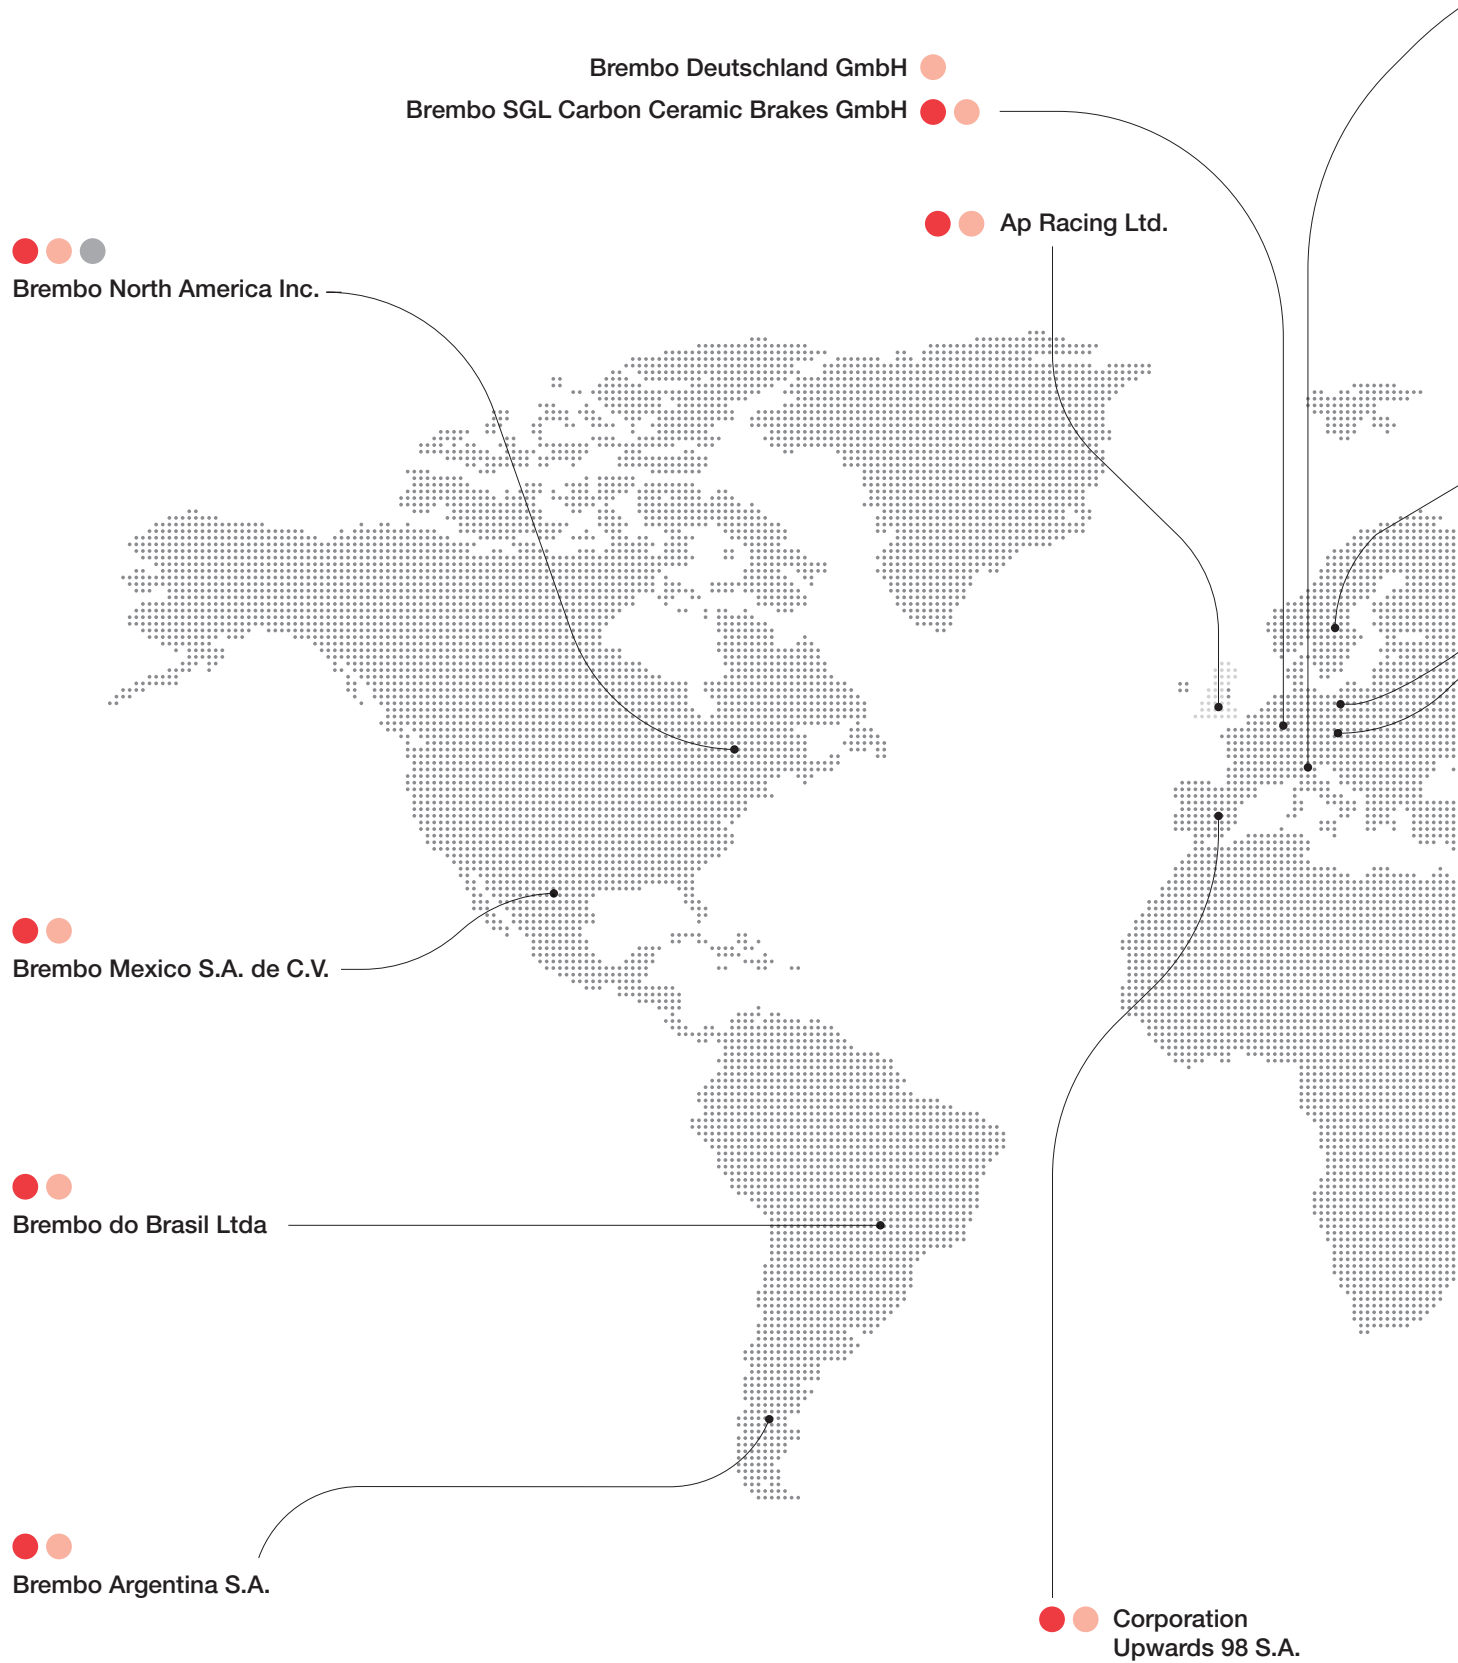 Brembo Deutschland GmbH
Brembo SGL Carbon Ceramic Brakes GmbH
Ap Racing Ltd.
Brembo North America Inc.
Brembo Mexico S.A. de C.V.
Brembo do Brasil Ltda
Brembo Argentina S.A.
Corporation
Upwards 98 S.A.